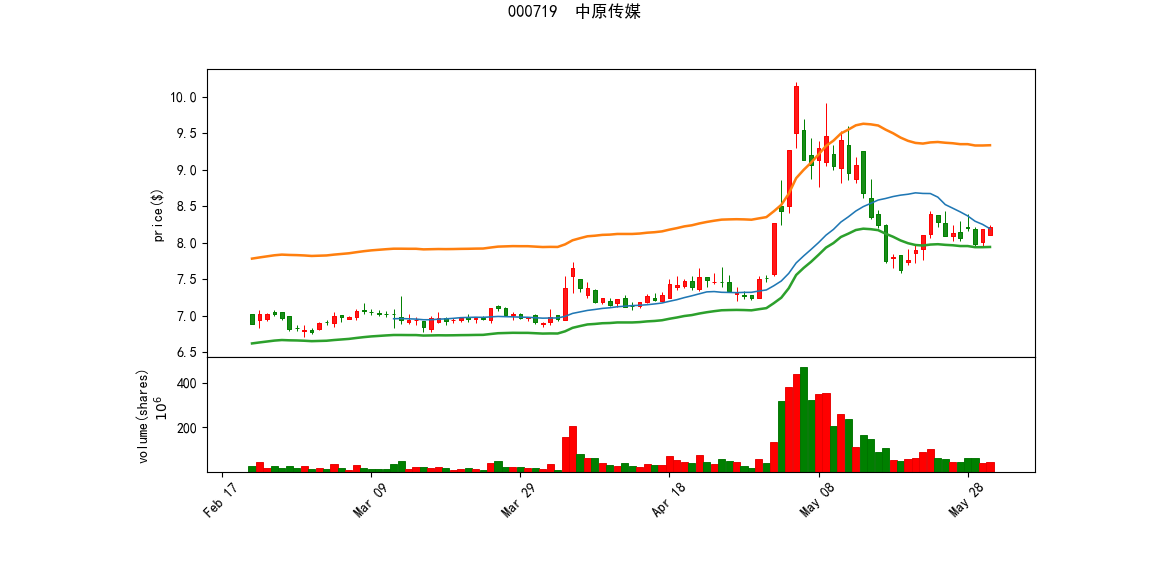 000719 中原传媒
price($)
10.0
9.5
9.0
8.5
8.0
7.5
7.0
6.5
volume(shares)
10^6
400
200
Feb 17
Mar 09
Mar 29
Apr 18
May 08
May 28